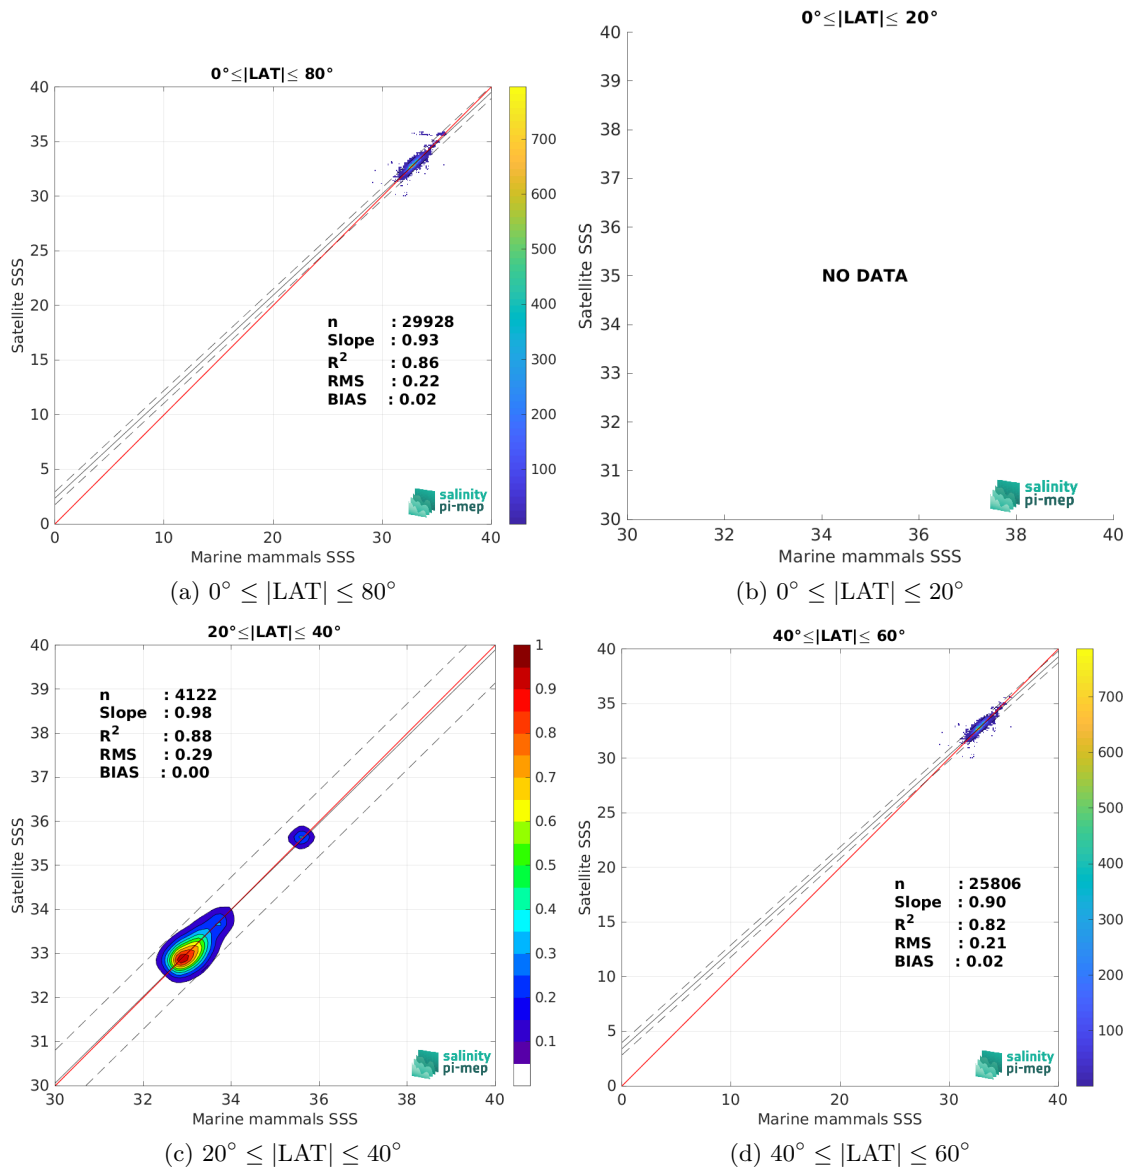 0°≤|LAT|≤ 80°
40
35
30
25
20
15
10
5
0
Satellite SSS
n : 29928
Slope : 0.93
R2 : 0.86
RMS : 0.22
BIAS : 0.02
salinity
pi-mep
0 10 20 30 40
Marine mammals SSS
700
600
500
400
300
200
100
(a) 0° ≤ |LAT| ≤ 80°
0°≤|LAT|≤ 20°
40
39
38
37
36
35
34
33
32
31
30
Satellite SSS
NO DATA
salinity
pi-mep
30 32 34 36 38 40
Marine mammals SSS
(b) 0° ≤ |LAT| ≤ 20°
20°≤|LAT|≤ 40°
40
39
38
37
36
35
34
33
32
31
30
Satellite SSS
n : 4122
Slope : 0.98
R2 : 0.88
RMS : 0.29
BIAS : 0.00
salinity
pi-mep
30 32 34 36 38 40
Marine mammals SSS
1
0.9
0.8
0.7
0.6
0.5
0.4
0.3
0.2
0.1
(c) 20° ≤ |LAT| ≤ 40°
40°≤|LAT|≤ 60°
40
35
30
25
20
15
10
5
0
Satellite SSS
n : 25806
Slope : 0.90
R2 : 0.82
RMS : 0.21
BIAS : 0.02
salinity
pi-mep
0 10 20 30 40
Marine mammals SSS
700
600
500
400
300
200
100
(d) 40° ≤ |LAT| ≤ 60°